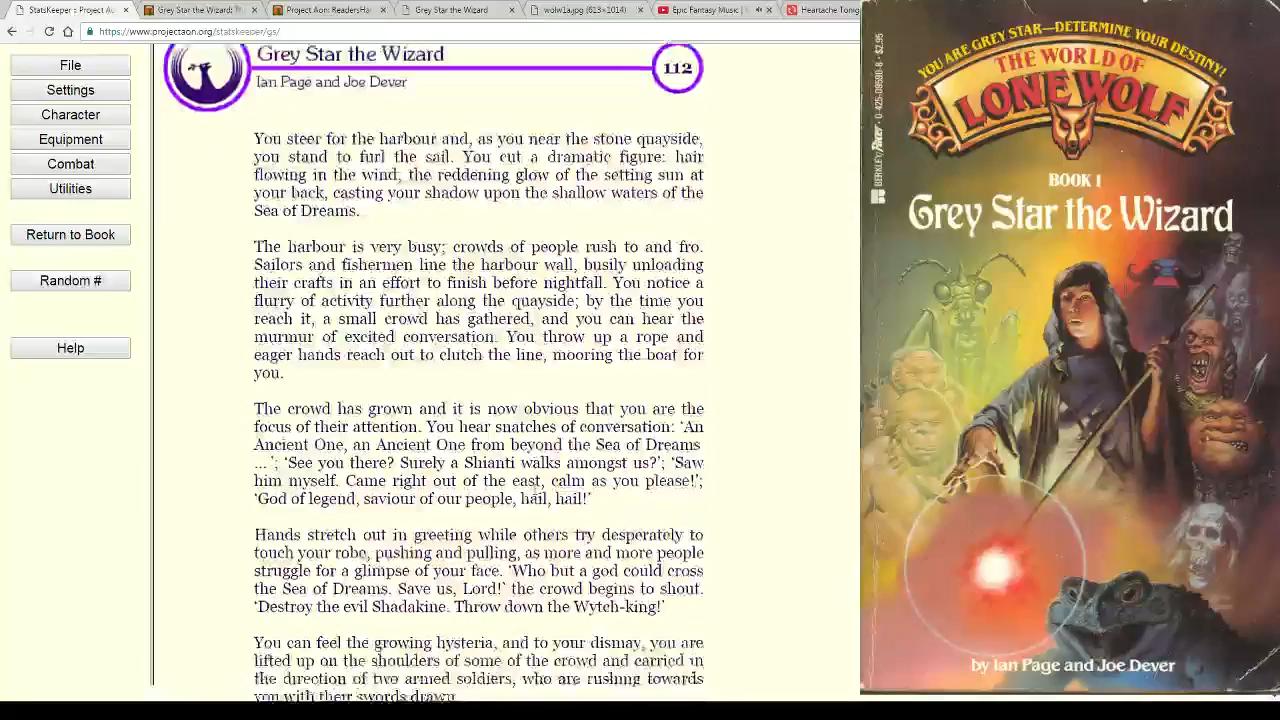 StatsKeeper : Project A
Grey Star the Wizard:
Project Aon: ReadersHa
Grey Star the Wizard
wolw1a.jpg (613×1014)
Epic Fantasy Music
Heartache Tong
https://www.projectaon.org/statskeeper/gs/
File
Settings
Character
Equipment
Combat
Utilities
Return to Book
Random #
Help
Grey Star the Wizard
112
Ian Page and Joe Dever
You steer for the harbour and, as you near the stone quayside,
you stand to furl the sail. You cut a dramatic figure: hair
flowing in the wind, the reddening glow of the setting sun at
your back, casting your shadow upon the shallow waters of the
Sea of Dreams.
The harbour is very busy; crowds of people rush to and fro.
Sailors and fishermen line the harbour wall, busily unloading
their crafts in an effort to finish before nightfall. You notice a
flurry of activity further along the quayside; by the time you
reach it, a small crowd has gathered, and you can hear the
murmur of excited conversation. You throw up a rope and
eager hands reach out to clutch the line, mooring the boat for
you.
The crowd has grown and it is now obvious that you are the
focus of their attention. You hear snatches of conversation: ‘An
Ancient One, an Ancient One from beyond the Sea of Dreams
…’; ‘See you there? Surely a Shianti walks amongst us?’; ‘Saw
him myself. Came right out of the east, calm as you please!’;
‘God of legend, saviour of our people, hail, hail!’
Hands stretch out in greeting while others try desperately to
touch your robe, pushing and pulling, as more and more people
struggle for a glimpse of your face. ‘Who but a god could cross
the Sea of Dreams. Save us, Lord!’ the crowd begins to shout.
‘Destroy the evil Shadakine. Throw down the Wytch-king!’
You can feel the growing hysteria, and to your dismay, you are
lifted up on the shoulders of some of the crowd and carried in
the direction of two armed soldiers, who are rushing towards
you with their swords drawn
YOU ARE GREY STAR—DETERMINE YOUR DESTINY!
THE WORLD OF
LONE WOLF
BOOK 1
Grey Star the Wizard
by Ian Page and Joe Dever
BERKLEY